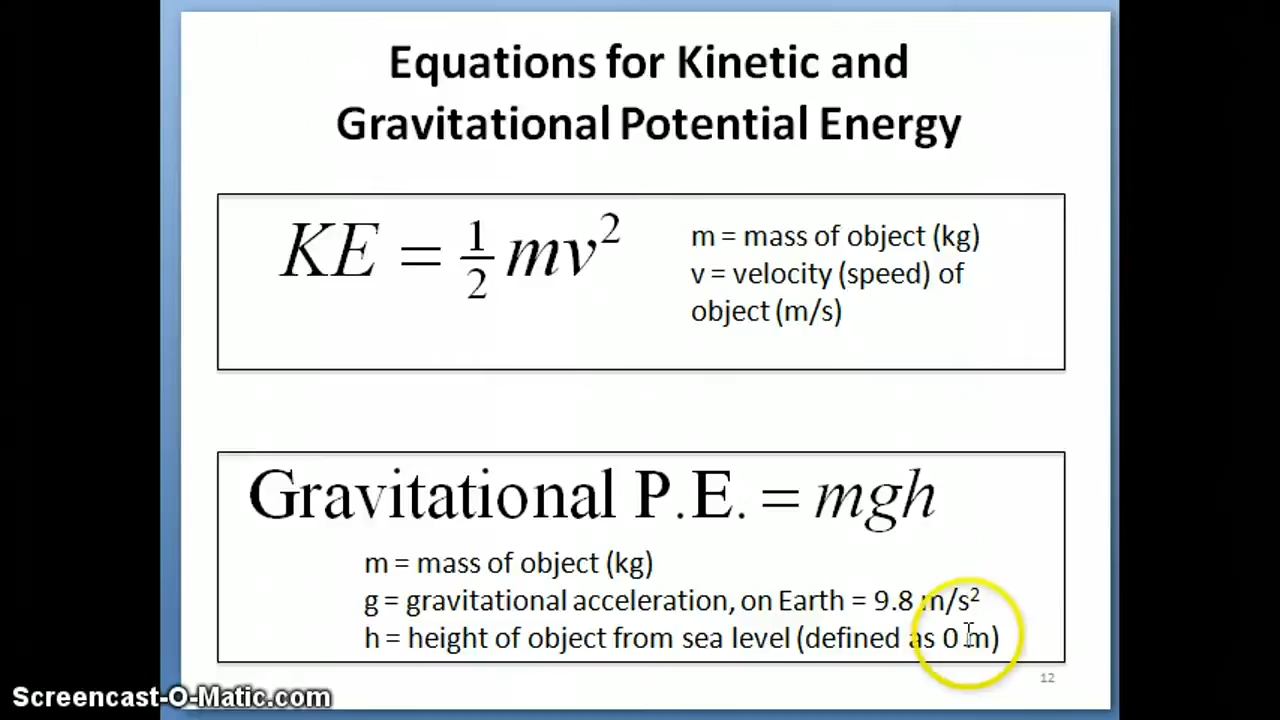 Equations for Kinetic and
Gravitational Potential Energy
KE = 1/2 mv²
m = mass of object (kg)
v = velocity (speed) of
object (m/s)
Gravitational P.E. = mgh
m = mass of object (kg)
g = gravitational acceleration, on Earth = 9.8 m/s²
h = height of object from sea level (defined as 0 m)
12
Screencast-O-Matic.com